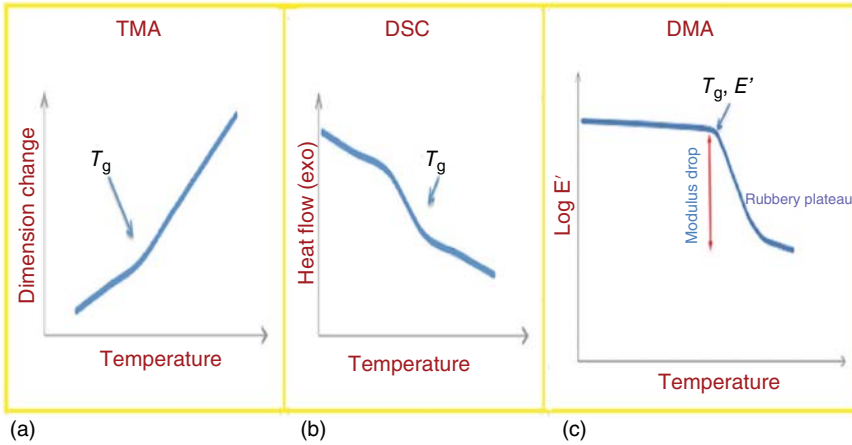 TMA
Dimension change
Tg
Temperature
(a)
DSC
Heat flow (exo)
Tg
Temperature
(b)
DMA
Log E′
Tg, E′
Modulus drop
Rubbery plateau
Temperature
(c)